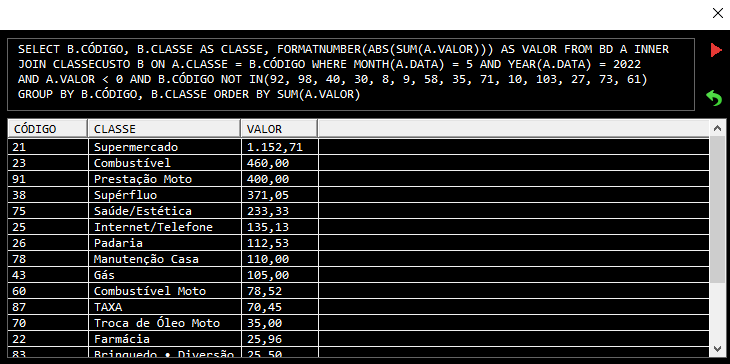 SELECT B.CÓDIGO, B.CLASSE AS CLASSE, FORMATNUMBER(ABS(SUM(A.VALOR))) AS VALOR FROM BD A INNER
JOIN CLASSECUSTO B ON A.CLASSE = B.CÓDIGO WHERE MONTH(A.DATA) = 5 AND YEAR(A.DATA) = 2022
AND A.VALOR < 0 AND B.CÓDIGO NOT IN(92, 98, 40, 30, 8, 9, 58, 35, 71, 10, 103, 27, 73, 61)
GROUP BY B.CÓDIGO, B.CLASSE ORDER BY SUM(A.VALOR)
CÓDIGO CLASSE VALOR
21 Supermercado 1.152,71
23 Combustível 460,00
91 Prestação Moto 400,00
38 Supérfluo 371,05
75 Saúde/Estética 233,33
25 Internet/Telefone 135,13
26 Padaria 112,53
78 Manutenção Casa 110,00
43 Gás 105,00
60 Combustível Moto 78,52
87 TAXA 70,45
70 Troca de Óleo Moto 35,00
22 Farmácia 25,96
83 Brinquedo • Diversão 25,50